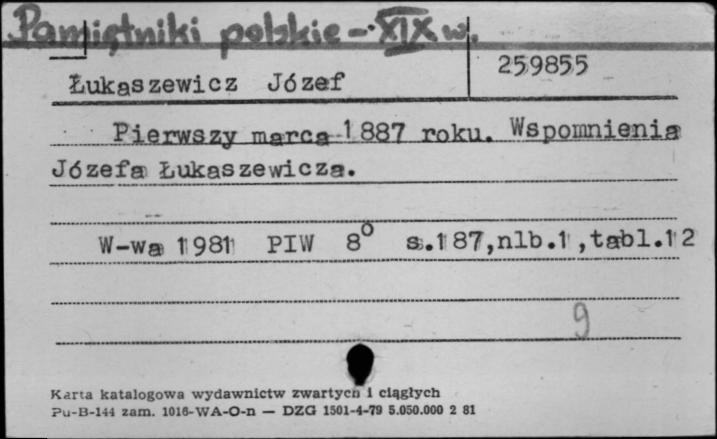 Pamiętniki polskie - XIX w.
Łukaszewicz Józef
259855
Pierwszy marca 1887 roku. Wspomnienia
Józefa Łukaszewicza.
W-wa 1981 PIW 8° s.187,nlb.1,tabl.12
9
Karta katalogowa wydawnictw zwartych i ciągłych
Pu-B-144 zam. 1016-WA-O-n — DZG 1501-4-79 5.050.000 2 81